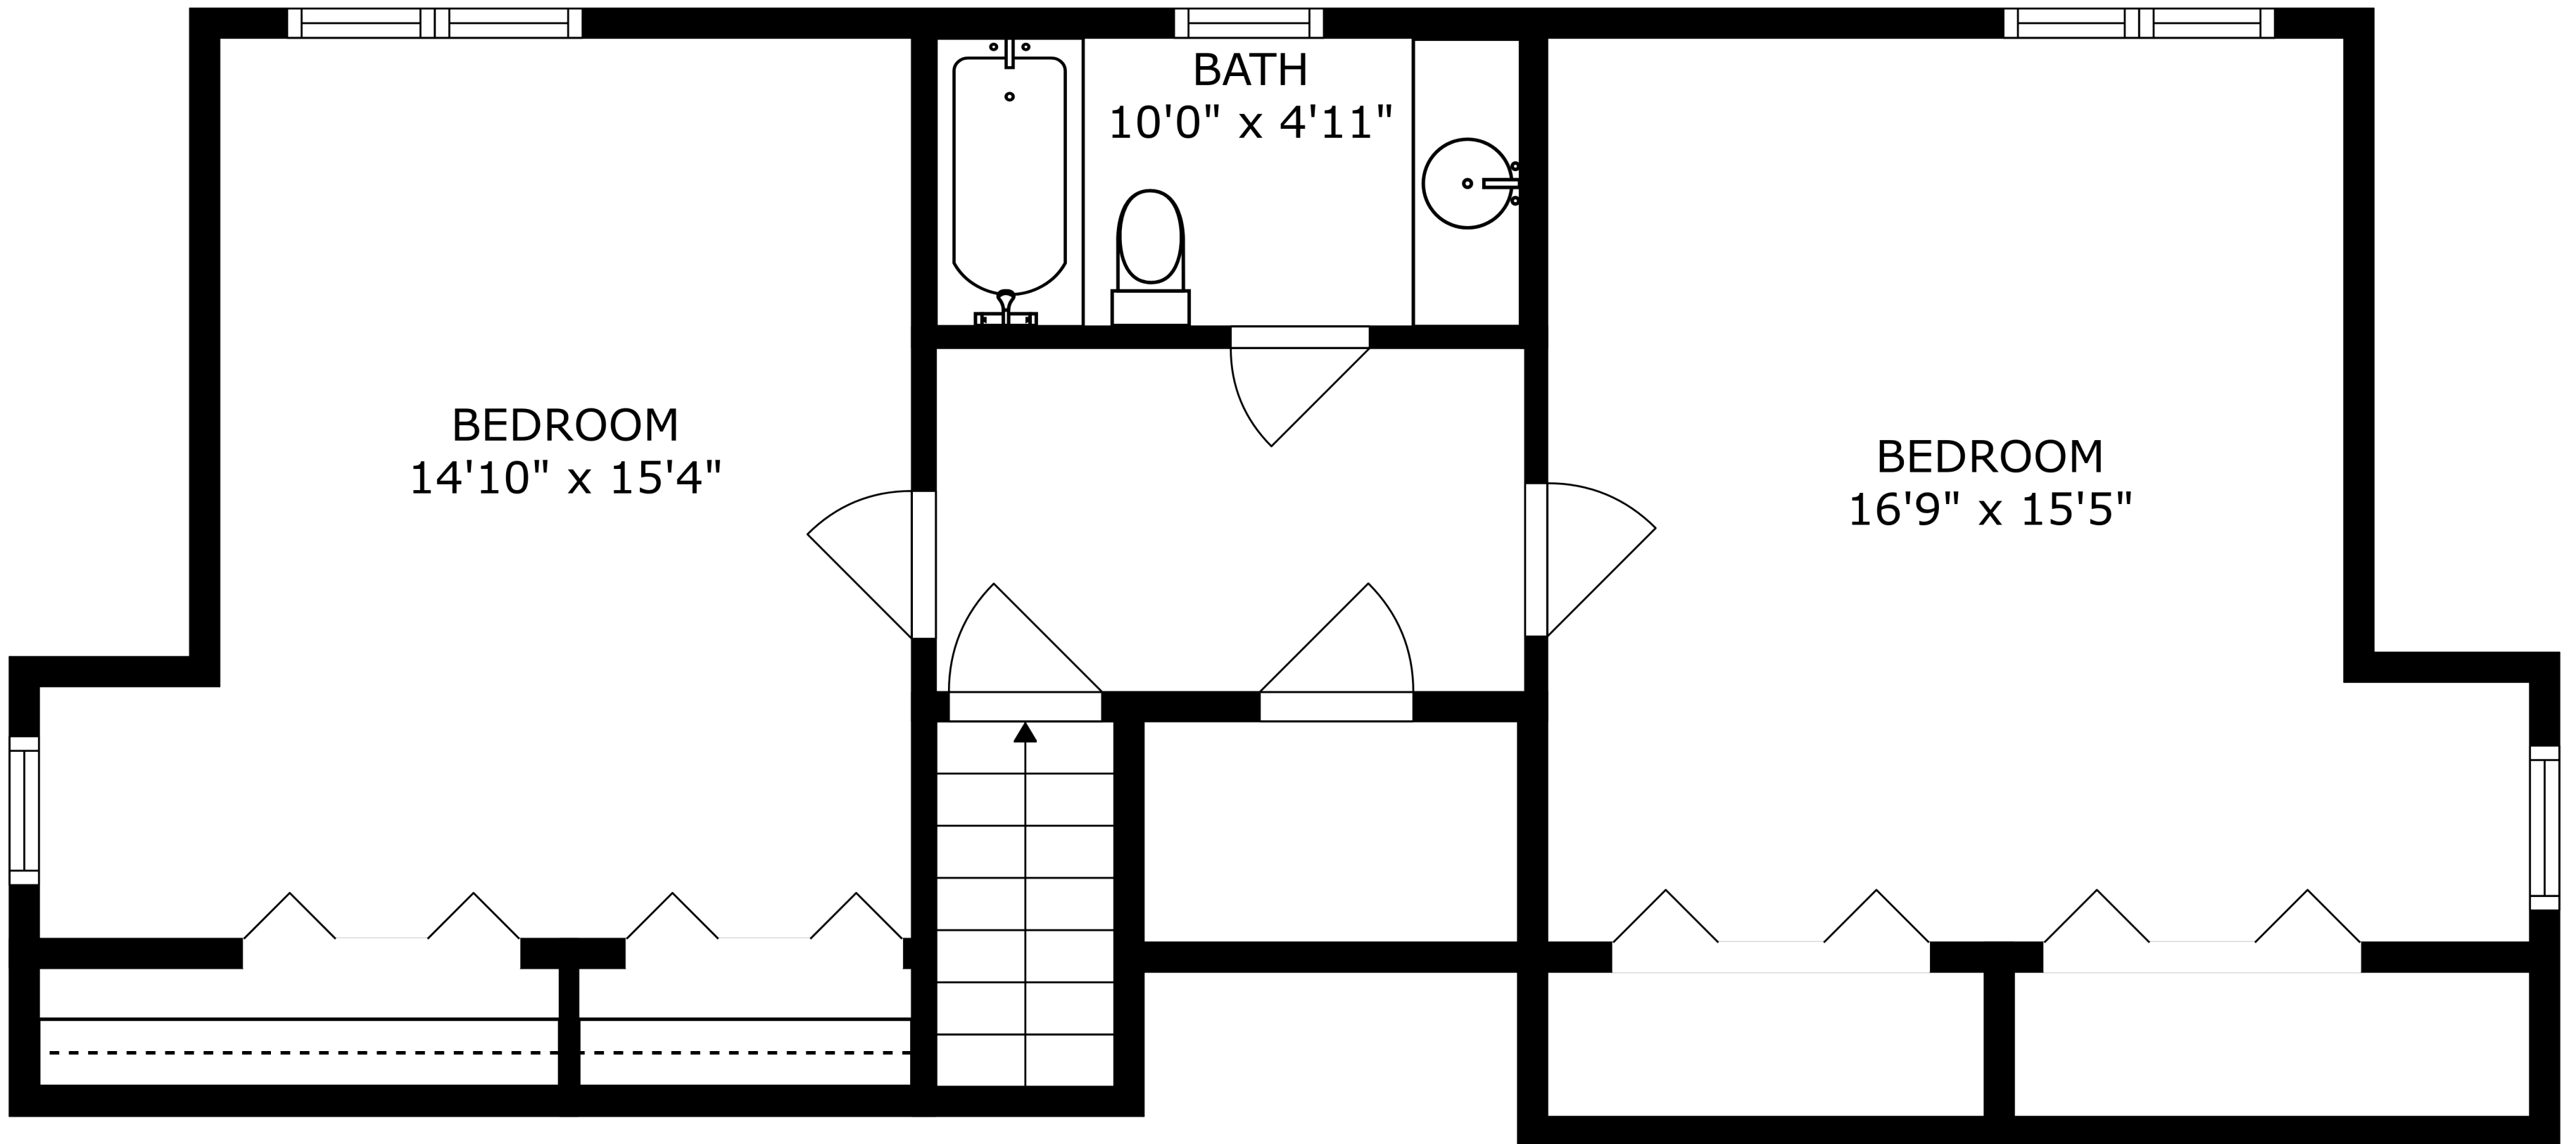 BATH
10'0" x 4'11"
BEDROOM
14'10" x 15'4"
BEDROOM
16'9" x 15'5"